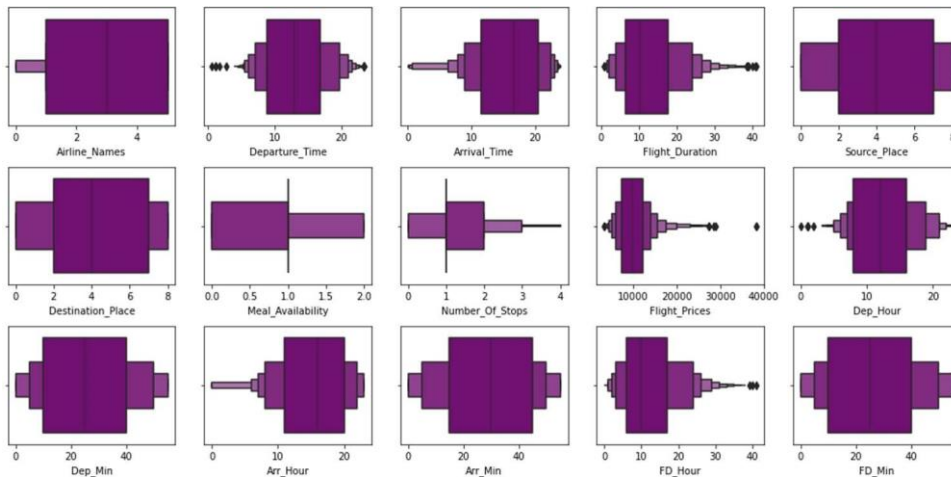 0 2 4
Airline_Names
0 10 20
Departure_Time
0 10 20
Arrival_Time
0 10 20 30 40
Flight_Duration
0 2 4 6 8
Source_Place
0 2 4 6 8
Destination_Place
0.0 0.5 1.0 1.5 2.0
Meal_Availability
0 1 2 3 4
Number_Of_Stops
10000 20000 30000 40000
Flight_Prices
0 10 20
Dep_Hour
0 20 40
Dep_Min
0 10 20
Arr_Hour
0 20 40
Arr_Min
0 10 20 30 40
FD_Hour
0 20 40
FD_Min